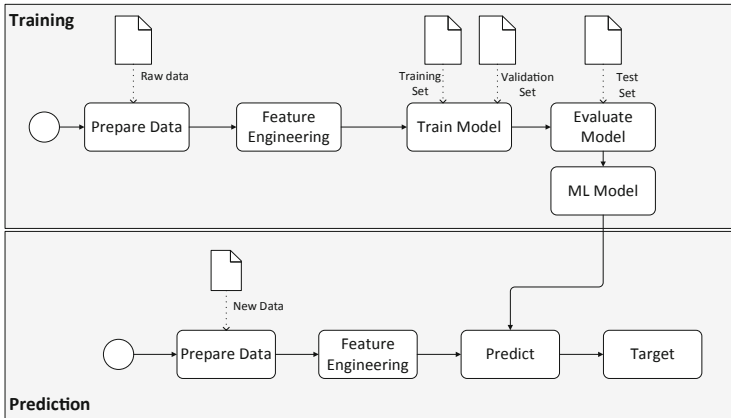 Training
Raw data
Training
Set
Validation
Set
Test
Set
Prepare Data
Feature
Engineering
Train Model
Evaluate
Model
ML Model
New Data
Prepare Data
Feature
Engineering
Predict
Target
Prediction